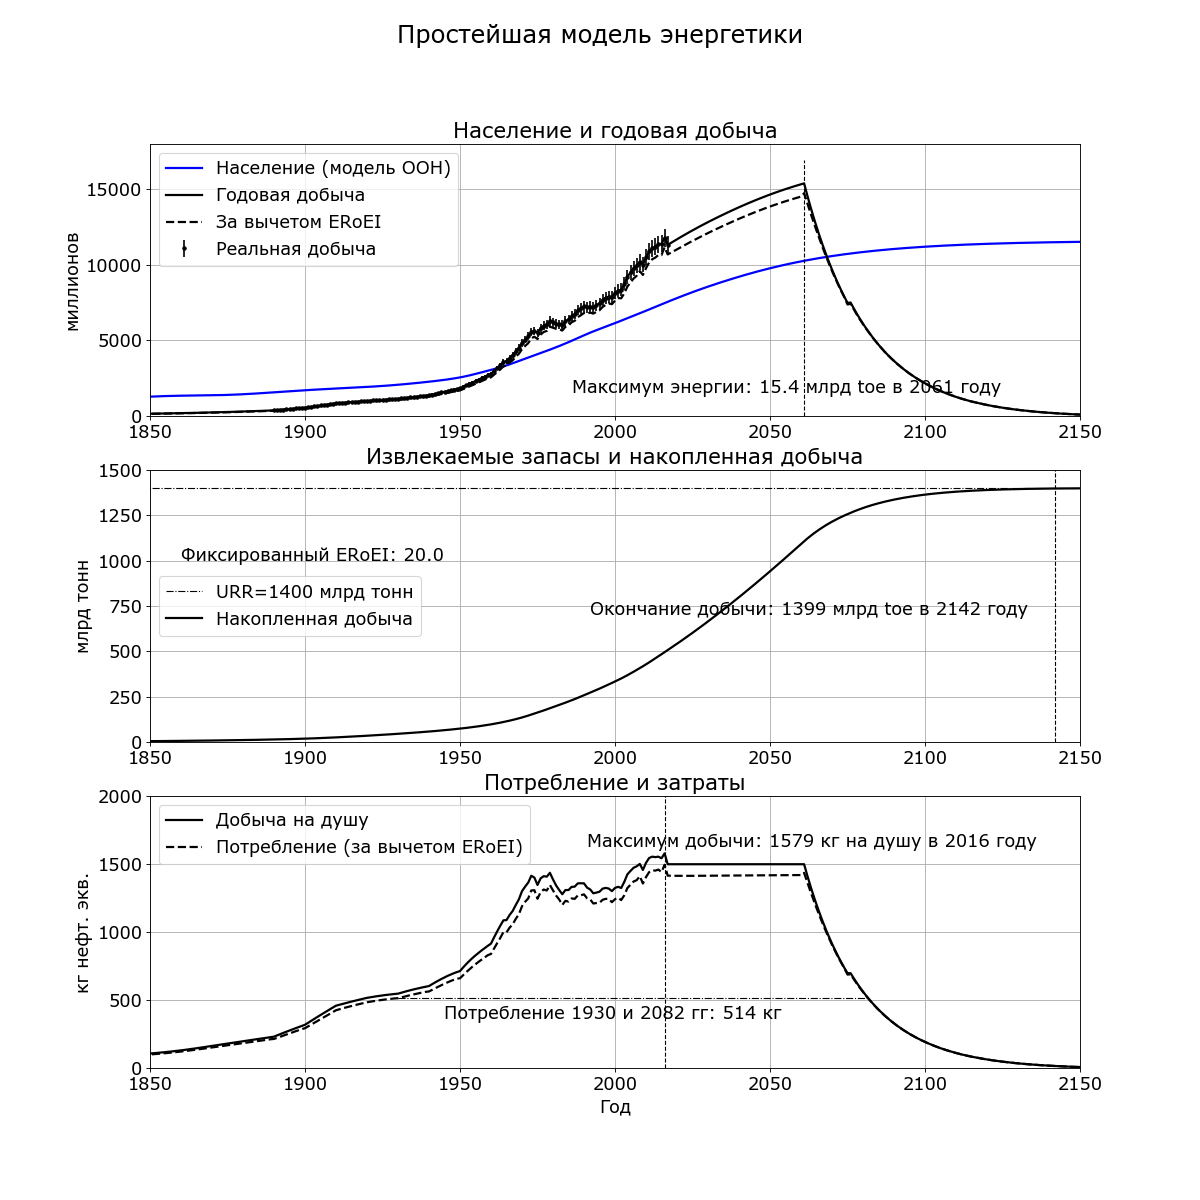 Простейшая модель энергетики
Население и годовая добыча
Население (модель ООН)
Годовая добыча
За вычетом ERoEI
Реальная добыча
миллионов
15000
10000
5000
0
Максимум энергии: 15.4 млрд toe в 2061 году
1850 1900 1950 2000 2050 2100 2150
Извлекаемые запасы и накопленная добыча
млрд тонн
1500
1250
1000
750
500
250
0
Фиксированный ERoEI: 20.0
URR=1400 млрд тонн
Накопленная добыча
Окончание добычи: 1399 млрд toe в 2142 году
1850 1900 1950 2000 2050 2100 2150
Потребление и затраты
кг нефт. экв.
2000
1500
1000
500
0
Добыча на душу
Потребление (за вычетом ERoEI)
Максимум добычи: 1579 кг на душу в 2016 году
Потребление 1930 и 2082 гг: 514 кг
1850 1900 1950 2000 2050 2100 2150
Год